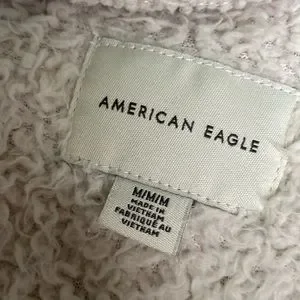 AMERICAN EAGLE
M/M/M
MADE IN
VIETNAM
FABRIQUÉ AU
VIETNAM